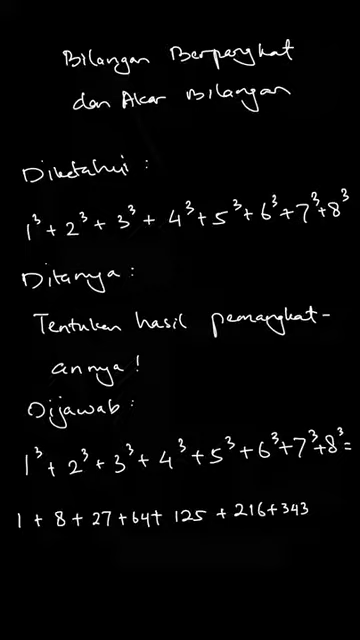 Bilangan Berpangkat
dan Akar Bilangan
Diketahui :
1³ + 2³ + 3³ + 4³ + 5³ + 6³ + 7³ + 8³
Ditanya :
Tentukan hasil pemangkat-
annya !
Dijawab :
1³ + 2³ + 3³ + 4³ + 5³ + 6³ + 7³ + 8³ =
1 + 8 + 27 + 64 + 125 + 216 + 343